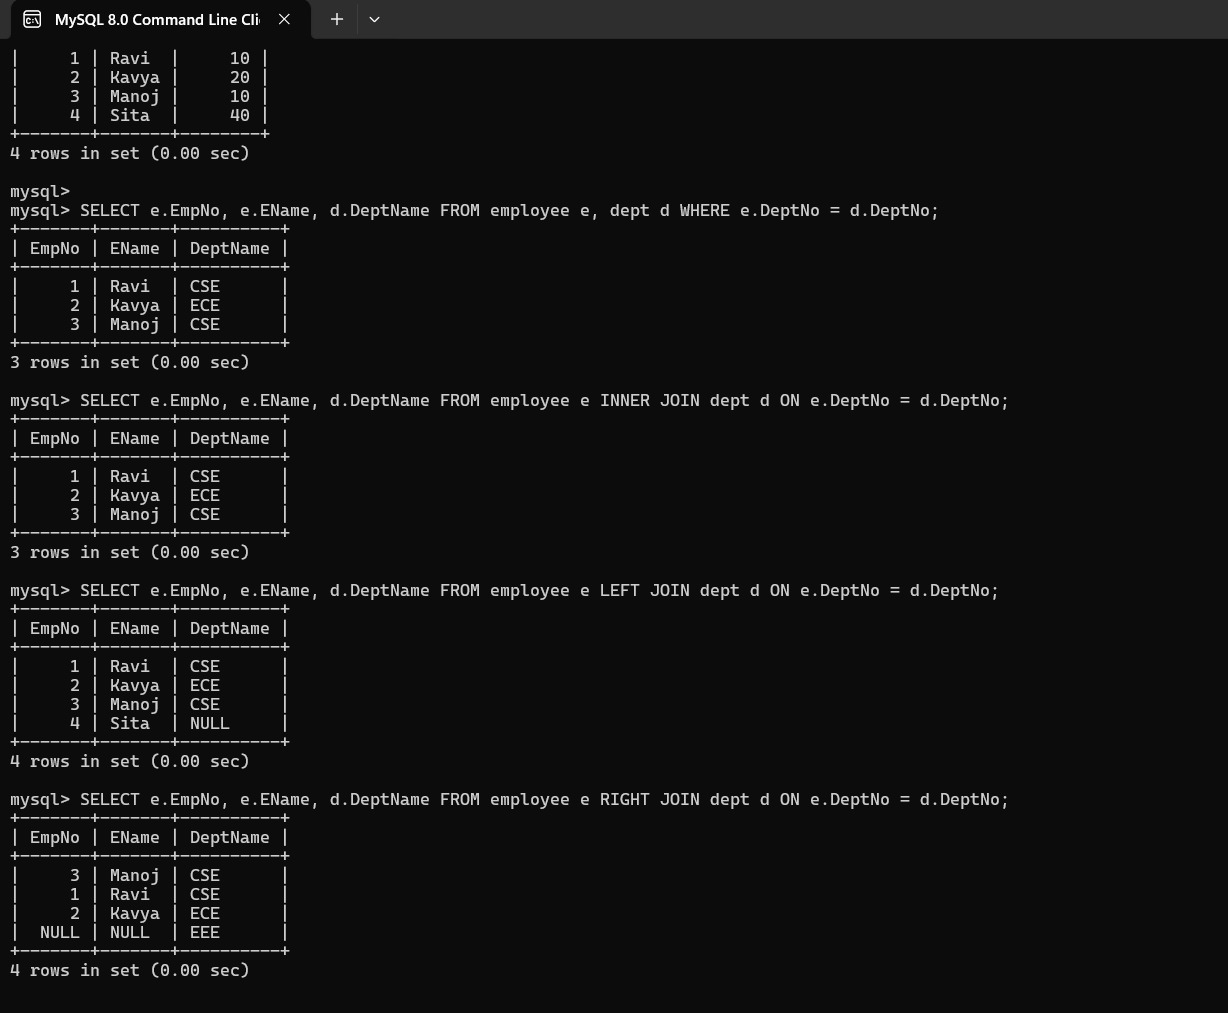 MySQL 8.0 Command Line Cli
|     1 | Ravi  |     10 |
|     2 | Kavya |     20 |
|     3 | Manoj |     10 |
|     4 | Sita  |     40 |
+-------+-------+--------+
4 rows in set (0.00 sec)
mysql>
mysql> SELECT e.EmpNo, e.EName, d.DeptName FROM employee e, dept d WHERE e.DeptNo = d.DeptNo;
+-------+-------+----------+
| EmpNo | EName | DeptName |
+-------+-------+----------+
|     1 | Ravi  | CSE      |
|     2 | Kavya | ECE      |
|     3 | Manoj | CSE      |
+-------+-------+----------+
3 rows in set (0.00 sec)
mysql> SELECT e.EmpNo, e.EName, d.DeptName FROM employee e INNER JOIN dept d ON e.DeptNo = d.DeptNo;
+-------+-------+----------+
| EmpNo | EName | DeptName |
+-------+-------+----------+
|     1 | Ravi  | CSE      |
|     2 | Kavya | ECE      |
|     3 | Manoj | CSE      |
+-------+-------+----------+
3 rows in set (0.00 sec)
mysql> SELECT e.EmpNo, e.EName, d.DeptName FROM employee e LEFT JOIN dept d ON e.DeptNo = d.DeptNo;
+-------+-------+----------+
| EmpNo | EName | DeptName |
+-------+-------+----------+
|     1 | Ravi  | CSE      |
|     2 | Kavya | ECE      |
|     3 | Manoj | CSE      |
|     4 | Sita  | NULL     |
+-------+-------+----------+
4 rows in set (0.00 sec)
mysql> SELECT e.EmpNo, e.EName, d.DeptName FROM employee e RIGHT JOIN dept d ON e.DeptNo = d.DeptNo;
+-------+-------+----------+
| EmpNo | EName | DeptName |
+-------+-------+----------+
|     3 | Manoj | CSE      |
|     1 | Ravi  | CSE      |
|     2 | Kavya | ECE      |
|  NULL | NULL  | EEE      |
+-------+-------+----------+
4 rows in set (0.00 sec)